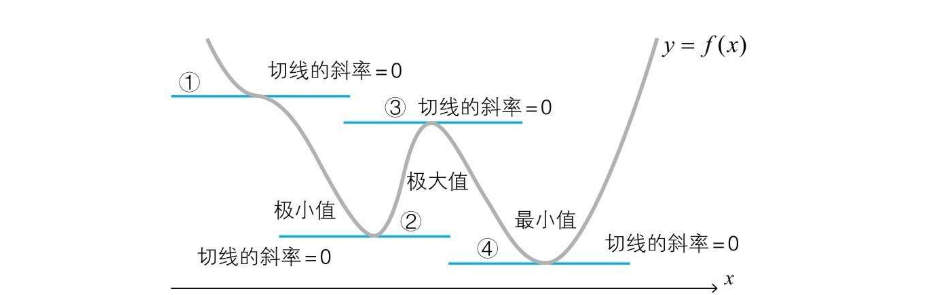 y = f(x)
① 切线的斜率=0
③ 切线的斜率=0
极大值
极小值
②
最小值
切线的斜率=0
④
切线的斜率=0
x